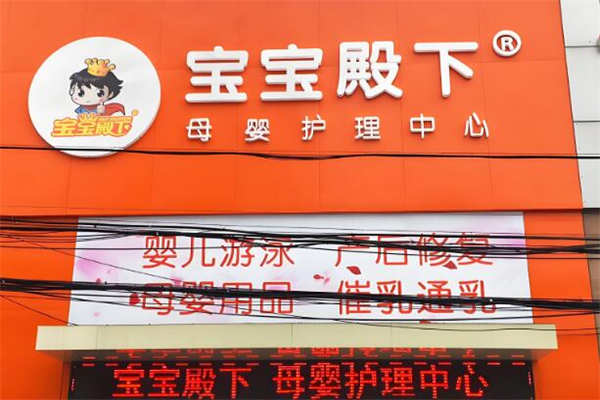 宝宝殿下®
母婴护理中心
宝宝殿下
婴儿游泳 产后修复
母婴用品 催乳通乳
宝宝殿下 母婴护理中心